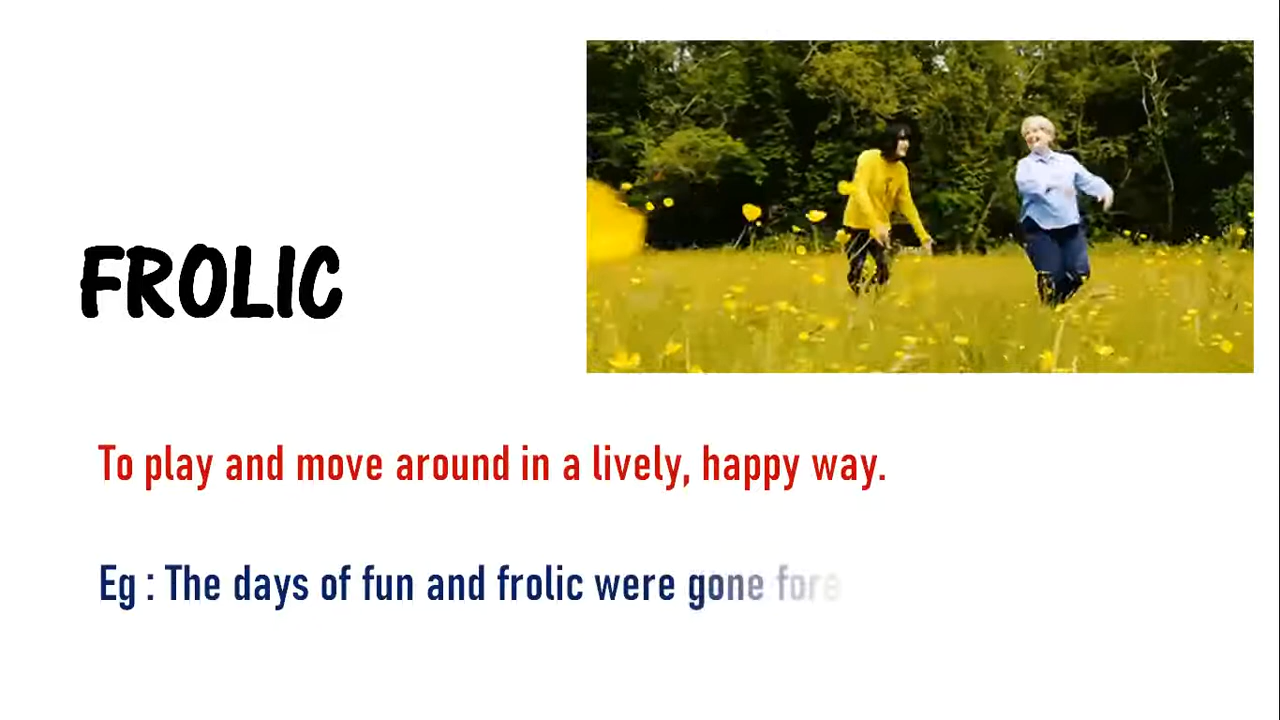 FROLIC
To play and move around in a lively, happy way.
Eg : The days of fun and frolic were gone fore